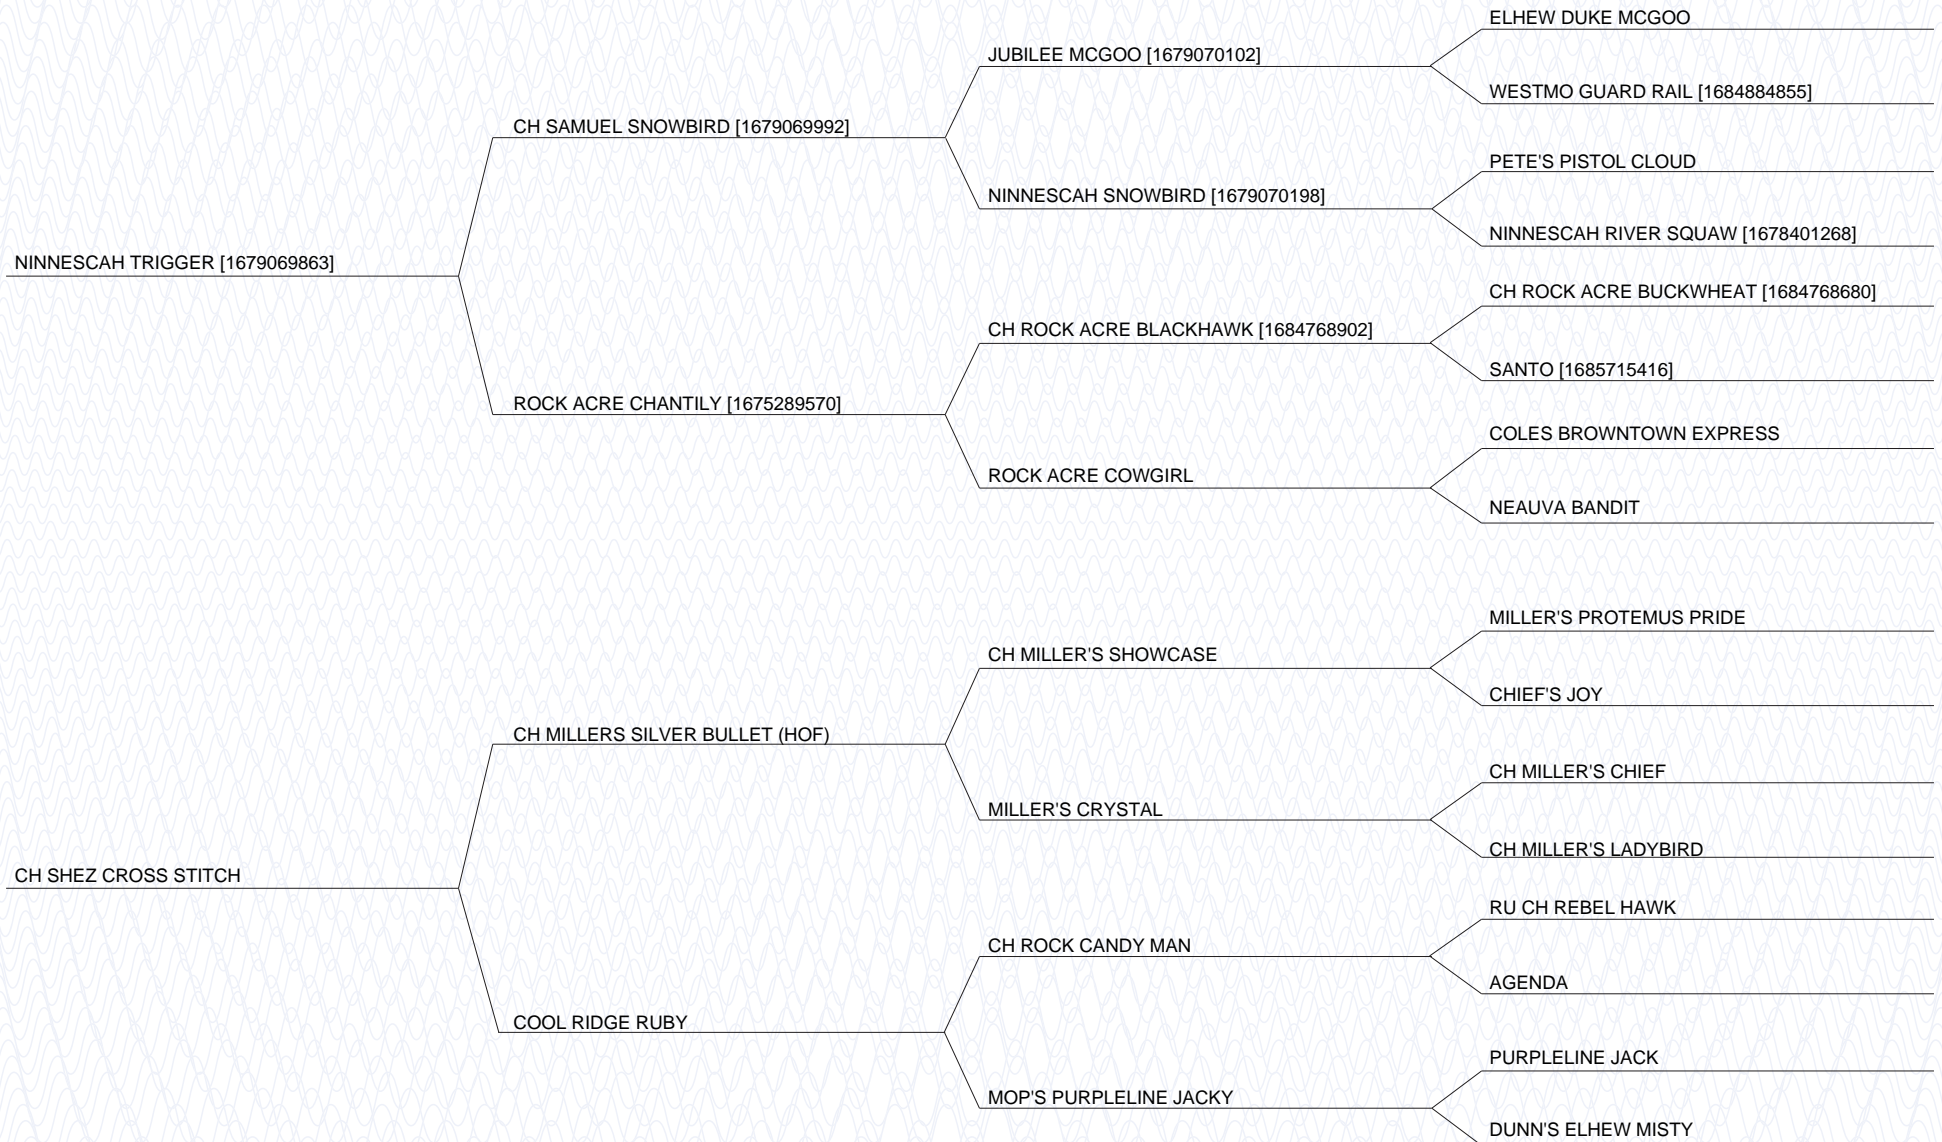 ELHEW DUKE MCGOO
JUBILEE MCGOO [1679070102]
WESTMO GUARD RAIL [1684884855]
CH SAMUEL SNOWBIRD [1679069992]
PETE'S PISTOL CLOUD
NINNESCAH SNOWBIRD [1679070198]
NINNESCAH RIVER SQUAW [1678401268]
NINNESCAH TRIGGER [1679069863]
CH ROCK ACRE BUCKWHEAT [1684768680]
CH ROCK ACRE BLACKHAWK [1684768902]
SANTO [1685715416]
ROCK ACRE CHANTILY [1675289570]
COLES BROWNTOWN EXPRESS
ROCK ACRE COWGIRL
NEAUVA BANDIT
MILLER'S PROTEMUS PRIDE
CH MILLER'S SHOWCASE
CHIEF'S JOY
CH MILLERS SILVER BULLET (HOF)
CH MILLER'S CHIEF
MILLER'S CRYSTAL
CH MILLER'S LADYBIRD
CH SHEZ CROSS STITCH
RU CH REBEL HAWK
CH ROCK CANDY MAN
AGENDA
COOL RIDGE RUBY
PURPLELINE JACK
MOP'S PURPLELINE JACKY
DUNN'S ELHEW MISTY